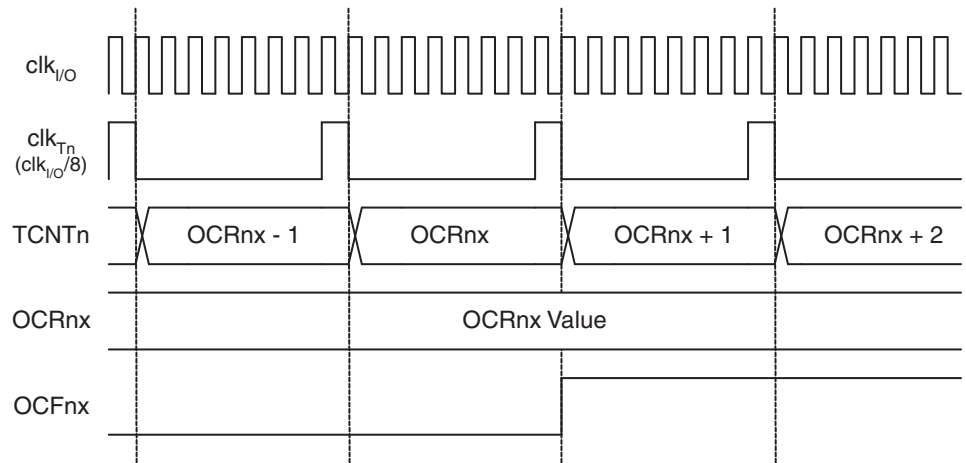 clkI/O
clkTn
(clkI/O/8)
TCNTn
OCRnx - 1
OCRnx
OCRnx + 1
OCRnx + 2
OCRnx
OCRnx Value
OCFnx